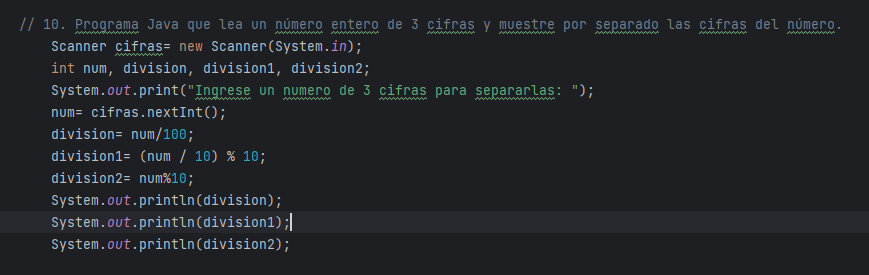 // 10. Programa Java que lea un número entero de 3 cifras y muestre por separado las cifras del número.
Scanner cifras= new Scanner(System.in);
int num, division, division1, division2;
System.out.print("Ingrese un numero de 3 cifras para separarlas: ");
num= cifras.nextInt();
division= num/100;
division1= (num / 10) % 10;
division2= num%10;
System.out.println(division);
System.out.println(division1);
System.out.println(division2);